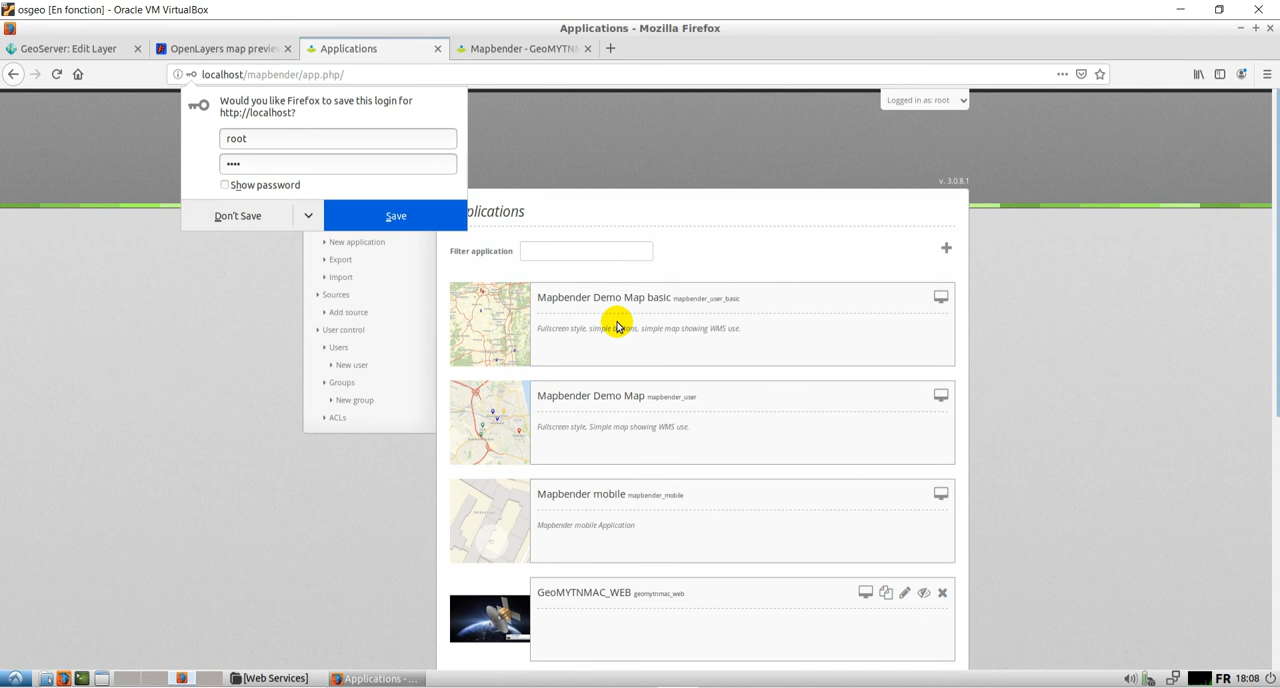 osgeo [En fonction] - Oracle VM VirtualBox
Applications - Mozilla Firefox
GeoServer: Edit Layer
OpenLayers map previe
Applications
Mapbender - GeoMYTN
localhost/mapbender/app.php/
Would you like Firefox to save this login for
http://localhost?
root
••••
Show password
Don't Save
Save
Logged in as: root
v. 3.0.8.1
plications
New application
Export
Import
Sources
Add source
User control
Users
New user
Groups
New group
ACLs
Filter application
Mapbender Demo Map basic mapbender_user_basic
Fullscreen style, simple buttons, simple map showing WMS use.
Mapbender Demo Map mapbender_user
Fullscreen style, Simple map showing WMS use.
Mapbender mobile mapbender_mobile
Mapbender mobile Application
GeoMYTNMAC_WEB geomytnmac_web
[Web Services]
Applications - ...
FR 18:08